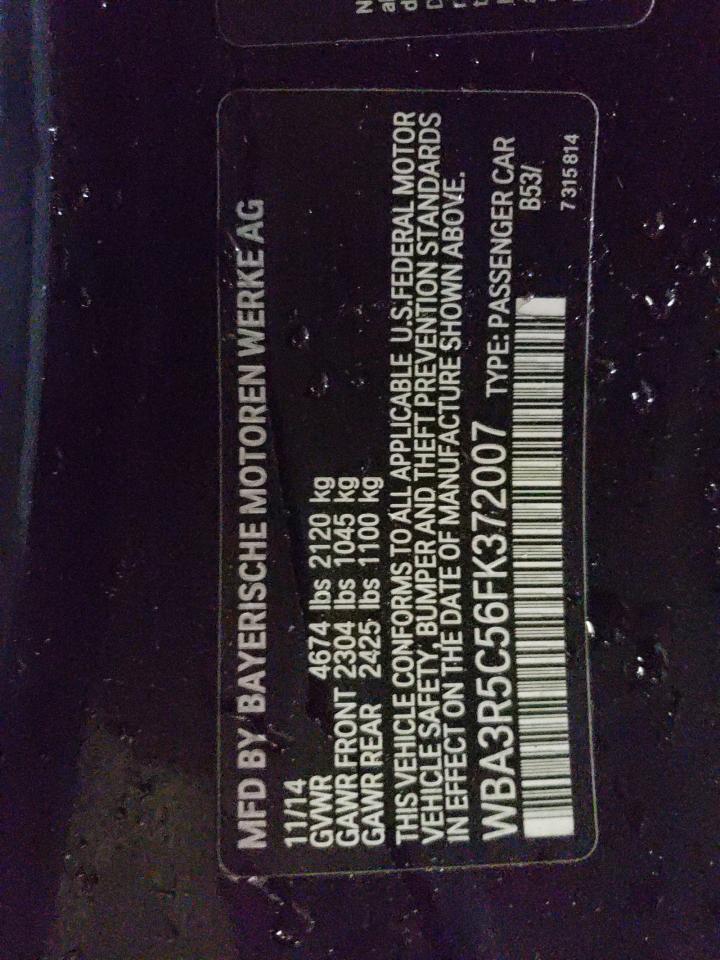 MFD BY BAYERISCHE MOTOREN WERKE AG
11/14
GVWR 4674 lbs 2120 kg
GAWR FRONT 2304 lbs 1045 kg
GAWR REAR 2425 lbs 1100 kg
THIS VEHICLE CONFORMS TO ALL APPLICABLE U.S.FEDERAL MOTOR
VEHICLE SAFETY, BUMPER AND THEFT PREVENTION STANDARDS
IN EFFECT ON THE DATE OF MANUFACTURE SHOWN ABOVE.
WBA3R5C56FK372007 TYPE: PASSENGER CAR
B53/
7 315 814